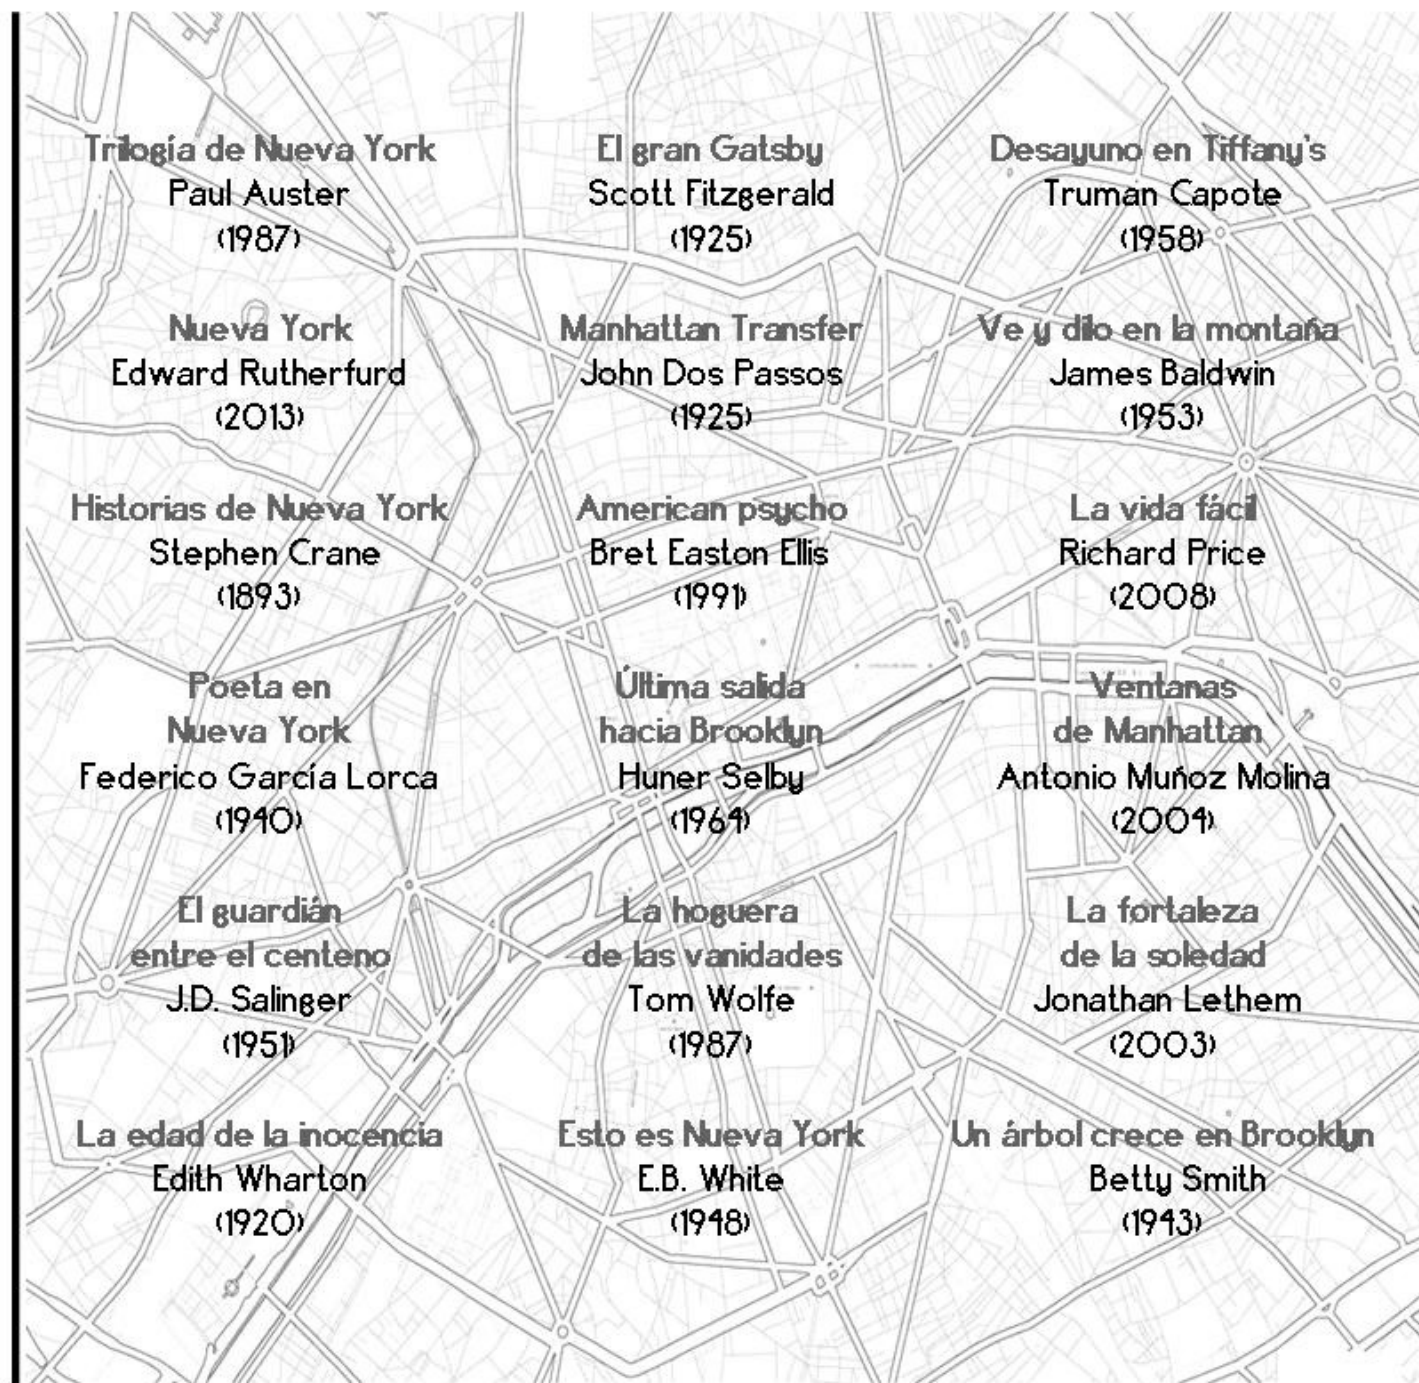 Trilogía de Nueva York
Paul Auster
(1987)
El gran Gatsby
Scott Fitzgerald
(1925)
Desayuno en Tiffany's
Truman Capote
(1958)
Nueva York
Edward Rutherfurd
(2013)
Manhattan Transfer
John Dos Passos
(1925)
Ve y dilo en la montaña
James Baldwin
(1953)
Historias de Nueva York
Stephen Crane
(1893)
American psycho
Bret Easton Ellis
(1991)
La vida fácil
Richard Price
(2008)
Poeta en
Nueva York
Federico García Lorca
(1940)
Última salida
hacia Brooklyn
Huner Selby
(1964)
Ventanas
de Manhattan
Antonio Muñoz Molina
(2004)
El guardián
entre el centeno
J.D. Salinger
(1951)
La hoguera
de las vanidades
Tom Wolfe
(1987)
La fortaleza
de la soledad
Jonathan Lethem
(2003)
La edad de la inocencia
Edith Wharton
(1920)
Esto es Nueva York
E.B. White
(1948)
Un árbol crece en Brooklyn
Betty Smith
(1943)